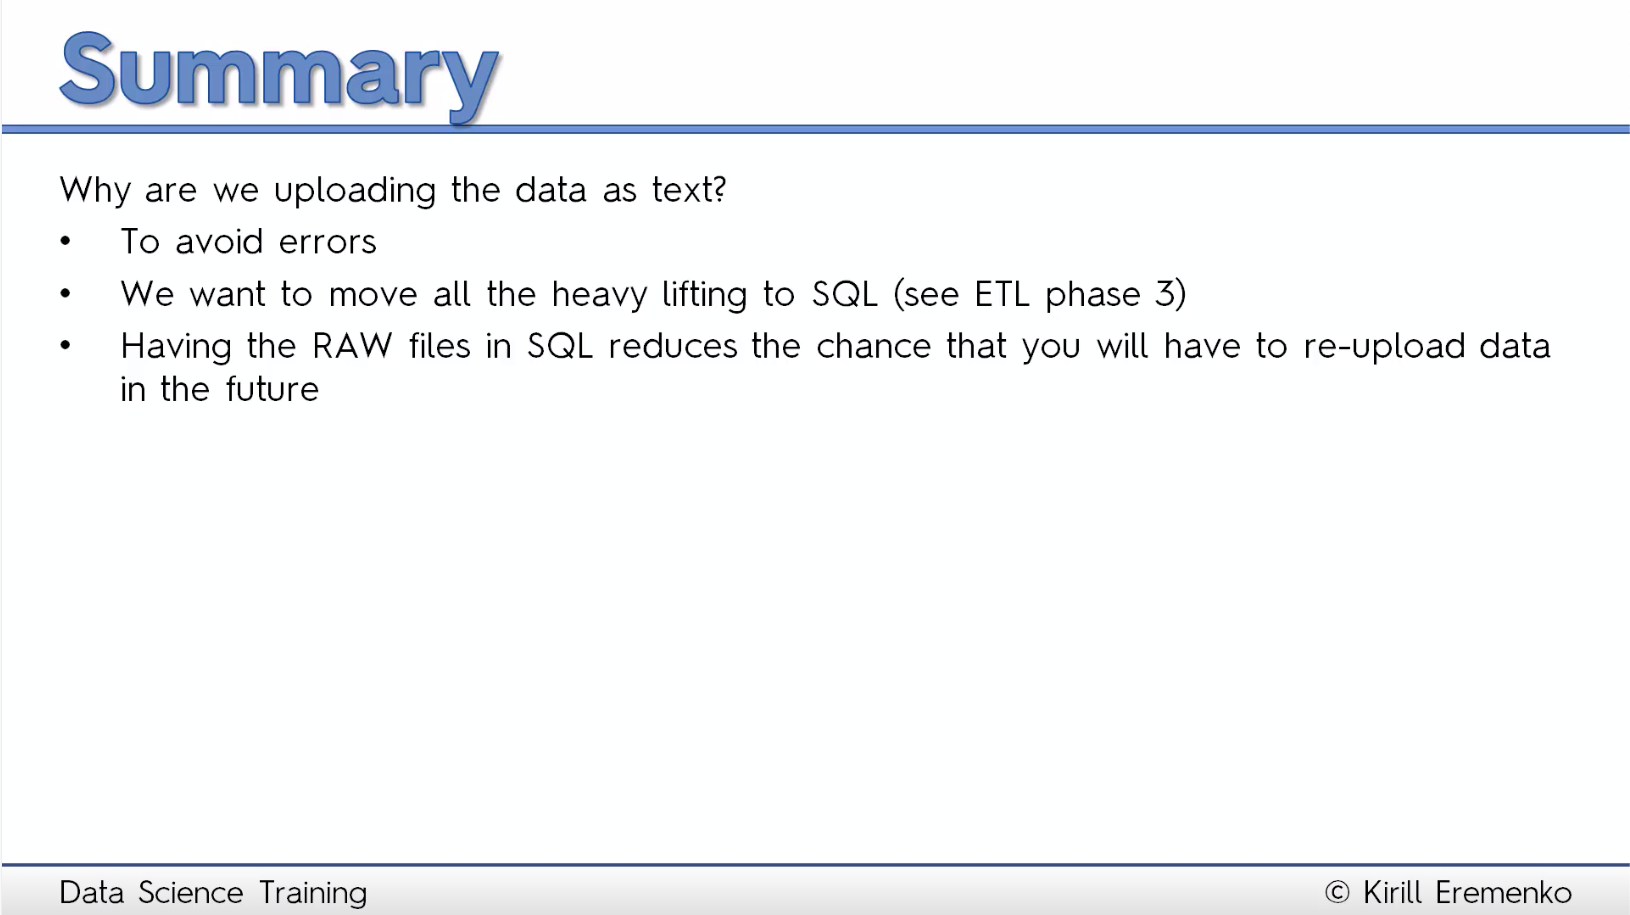 Summary
Why are we uploading the data as text?
• To avoid errors
• We want to move all the heavy lifting to SQL (see ETL phase 3)
• Having the RAW files in SQL reduces the chance that you will have to re-upload data
in the future
Data Science Training
© Kirill Eremenko